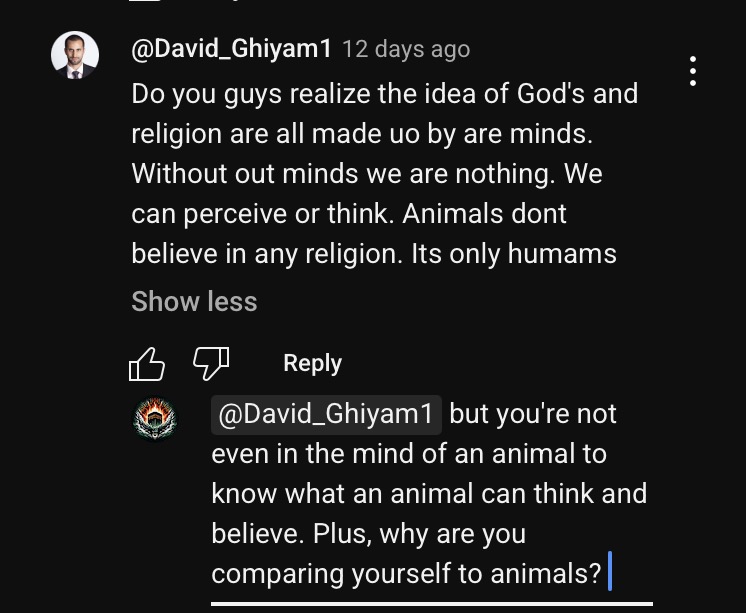 @David_Ghiyam1 12 days ago
Do you guys realize the idea of God's and
religion are all made uo by are minds.
Without out minds we are nothing. We
can perceive or think. Animals dont
believe in any religion. Its only humams
Show less
Reply
@David_Ghiyam1 but you're not
even in the mind of an animal to
know what an animal can think and
believe. Plus, why are you
comparing yourself to animals?